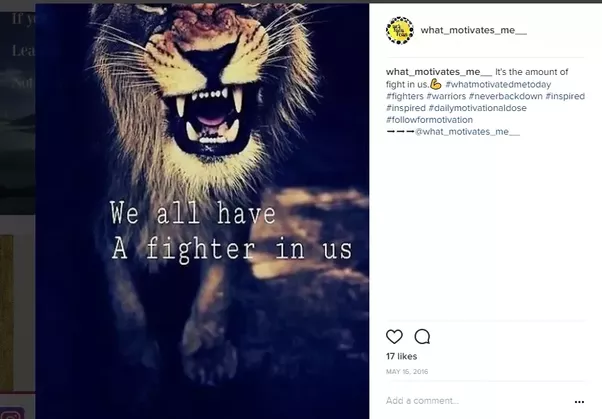 If yo
Lea
what_motivates_me__
We all have
A fighter in us
what_motivates_me__ It's the amount of
fight in us.💪 #whatmotivatedmetoday
#fighters #warriors #neverbackdown #inspired
#inspired #dailymotivationaldose
#followformotivation
➡➡➡@what_motivates_me__
17 likes
MAY 16, 2016
Add a comment...